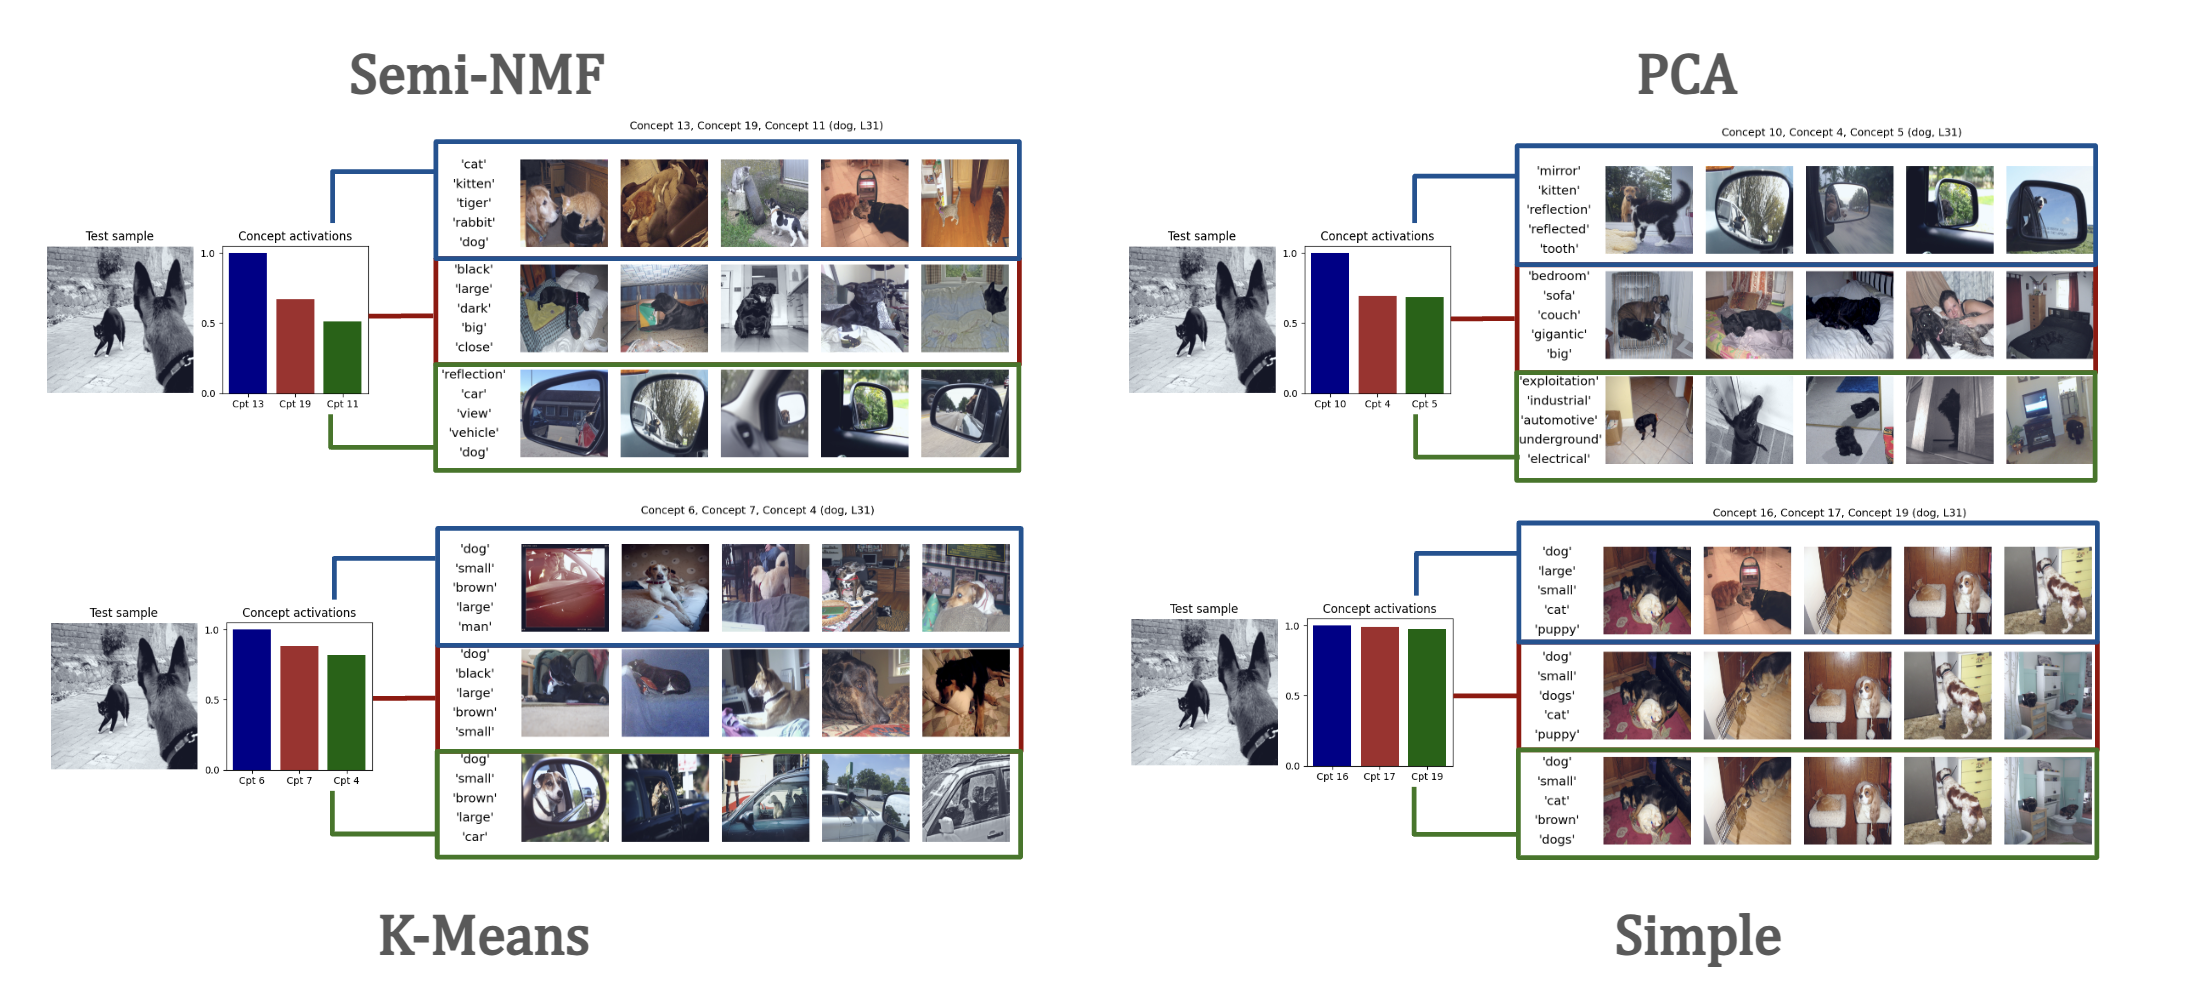 Semi-NMF
Concept 13, Concept 19, Concept 11 (dog, L31)
Test sample
Concept activations
1.0
0.5
0.0
Cpt 13 Cpt 19 Cpt 11
'cat'
'kitten'
'tiger'
'rabbit'
'dog'
'black'
'large'
'dark'
'big'
'close'
'reflection'
'car'
'view'
'vehicle'
'dog'
PCA
Concept 10, Concept 4, Concept 5 (dog, L31)
Test sample
Concept activations
1.0
0.5
0.0
Cpt 10 Cpt 4 Cpt 5
'mirror'
'kitten'
'reflection'
'reflected'
'tooth'
'bedroom'
'sofa'
'couch'
'gigantic'
'big'
'exploitation'
'industrial'
'automotive'
underground'
'electrical'
Concept 6, Concept 7, Concept 4 (dog, L31)
Test sample
Concept activations
1.0
0.5
0.0
Cpt 6 Cpt 7 Cpt 4
'dog'
'small'
'brown'
'large'
'man'
'dog'
'black'
'large'
'brown'
'small'
'dog'
'small'
'brown'
'large'
'car'
K-Means
Concept 16, Concept 17, Concept 19 (dog, L31)
Test sample
Concept activations
1.0
0.5
0.0
Cpt 16 Cpt 17 Cpt 19
'dog'
'large'
'small'
'cat'
'puppy'
'dog'
'small'
'dogs'
'cat'
'puppy'
'dog'
'small'
'cat'
'brown'
'dogs'
Simple